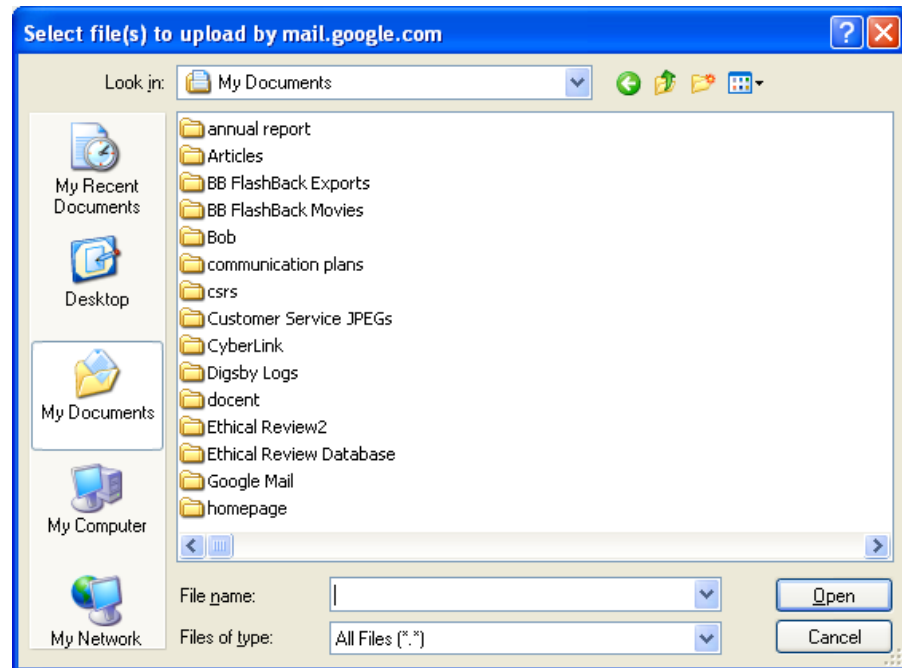 Select file(s) to upload by mail.google.com
Look in:
My Documents
My Recent
Documents
Desktop
My Documents
My Computer
My Network
annual report
Articles
BB FlashBack Exports
BB FlashBack Movies
Bob
communication plans
csrs
Customer Service JPEGs
CyberLink
Digsby Logs
docent
Ethical Review2
Ethical Review Database
Google Mail
homepage
File name:
Open
Files of type:
All Files (*.*)
Cancel